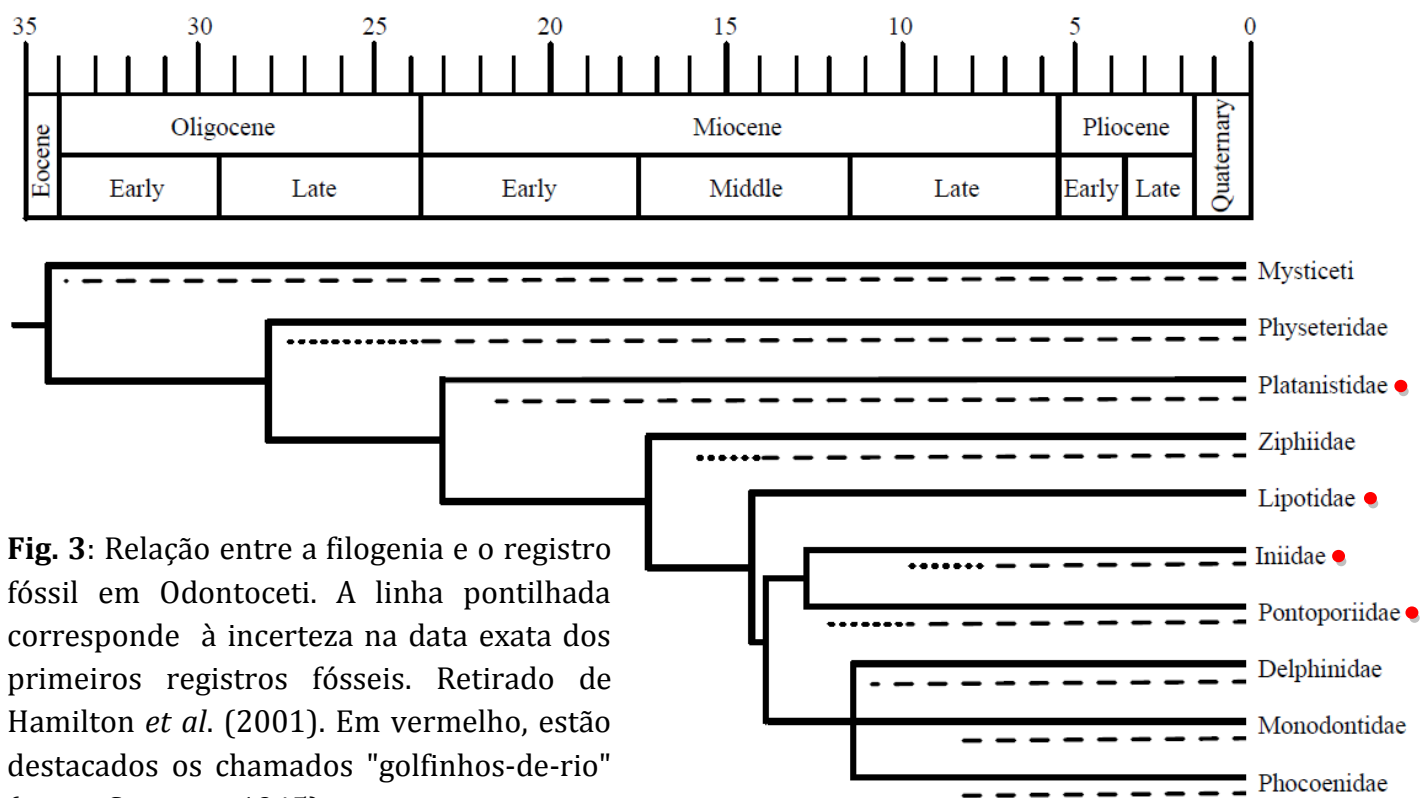 35 30 25 20 15 10 5 0
Eocene
Oligocene Miocene Pliocene
Quaternary
Early Late Early Middle Late Early Late
Mysticeti
Physeteridae
Platanistidae
Ziphiidae
Lipotidae
Iniidae
Pontoporiidae
Delphinidae
Monodontidae
Phocoenidae
Fig. 3: Relação entre a filogenia e o registro
fóssil em Odontoceti. A linha pontilhada
corresponde à incerteza na data exata dos
primeiros registros fósseis. Retirado de
Hamilton et al. (2001). Em vermelho, estão
destacados os chamados "golfinhos-de-rio"